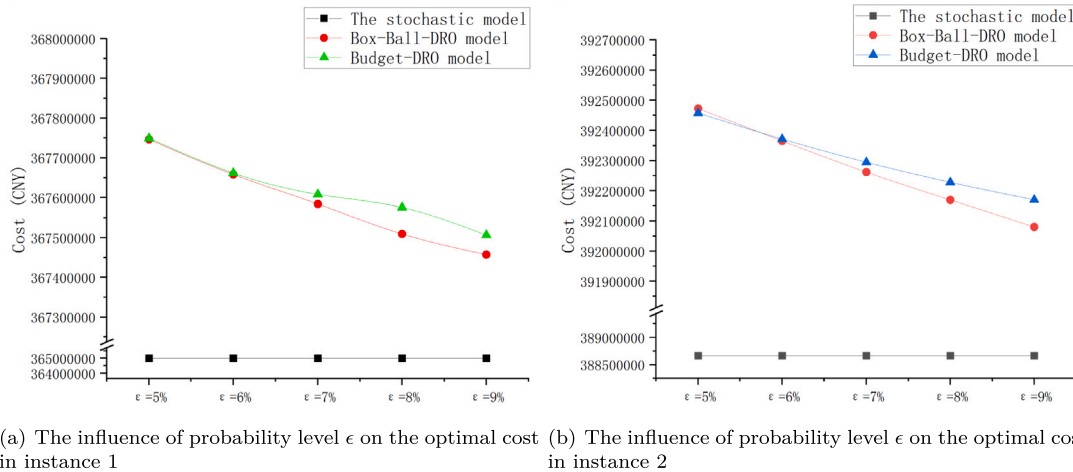 The stochastic model
Box-Ball-DRO model
Budget-DRO model
368000000
367900000
367800000
367700000
367600000
367500000
367400000
367300000
365000000
364000000
Cost (CNY)
ε=5%
ε=6%
ε=7%
ε=8%
ε=9%
(a) The influence of probability level ϵ on the optimal cost
in instance 1
The stochastic model
Box-Ball-DRO model
Budget-DRO model
392700000
392600000
392500000
392400000
392300000
392200000
392100000
392000000
391900000
389000000
388500000
Cost (CNY)
ε=5%
ε=6%
ε=7%
ε=8%
ε=9%
(b) The influence of probability level ϵ on the optimal cos
in instance 2